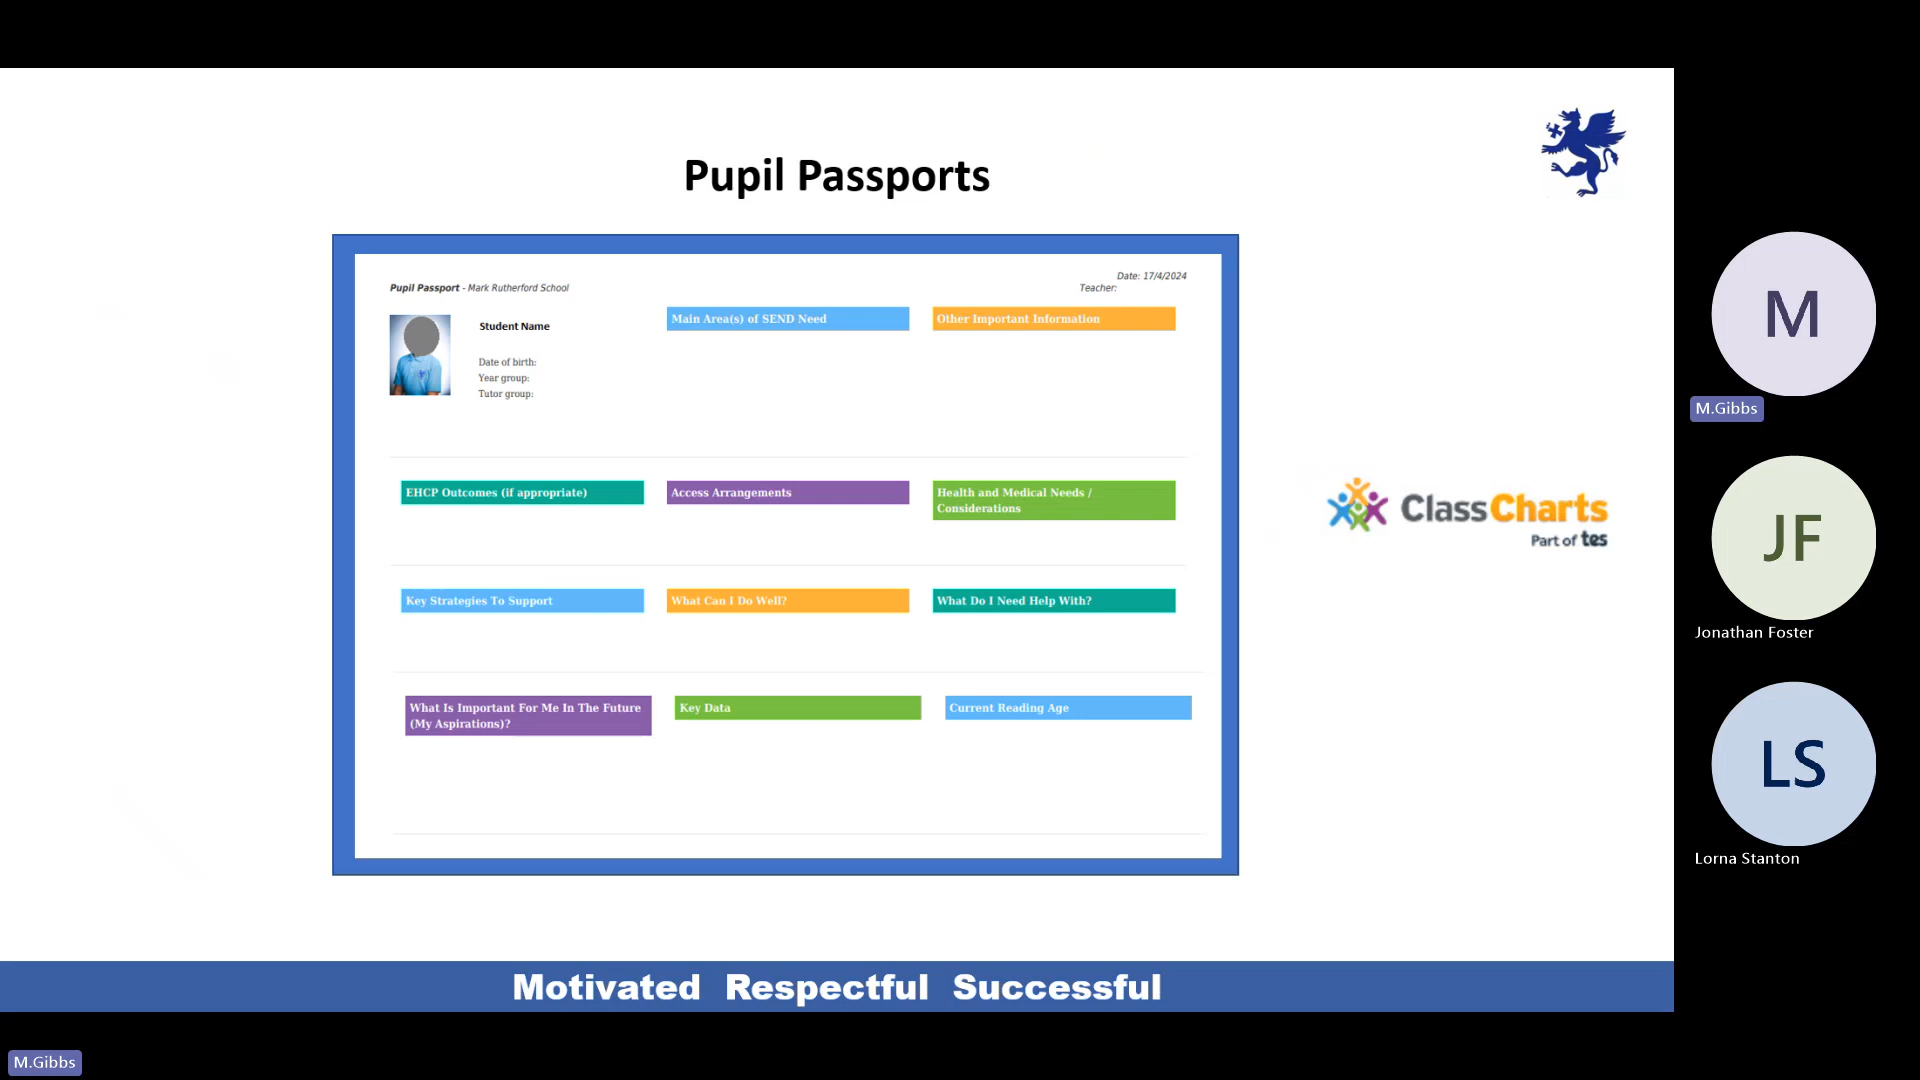 Pupil Passports
Date: 17/4/2024
Pupil Passport - Mark Rutherford School
Teacher:
Student Name
Date of birth:
Year group:
Tutor group:
Main Area(s) of SEND Need
Other Important Information
EHCP Outcomes (if appropriate)
Access Arrangements
Health and Medical Needs /
Considerations
Key Strategies To Support
What Can I Do Well?
What Do I Need Help With?
What Is Important For Me In The Future
(My Aspirations)?
Key Data
Current Reading Age
ClassCharts
Part of tes
Motivated Respectful Successful
M
M.Gibbs
JF
Jonathan Foster
LS
Lorna Stanton
M.Gibbs